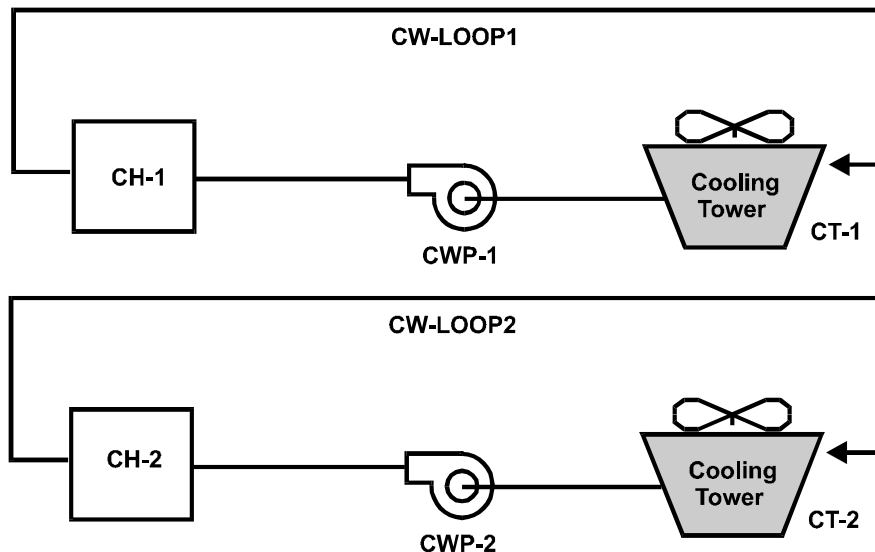 CW-LOOP1
CH-1
Cooling
Tower
CT-1
CWP-1
CW-LOOP2
CH-2
Cooling
Tower
CT-2
CWP-2